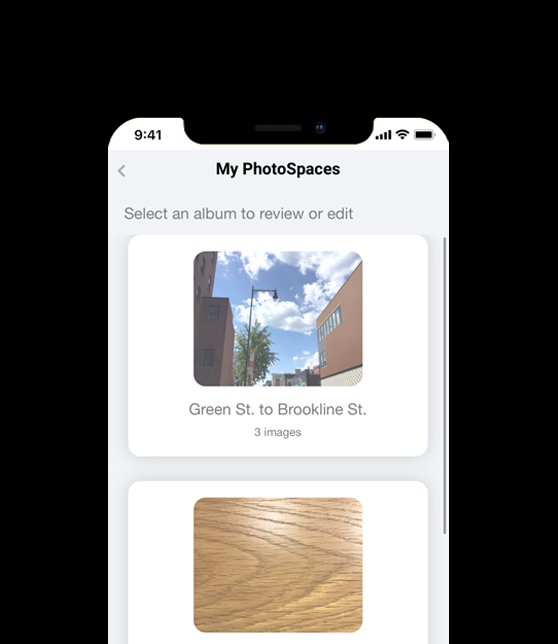 9:41
My PhotoSpaces
Select an album to review or edit
Green St. to Brookline St.
3 images